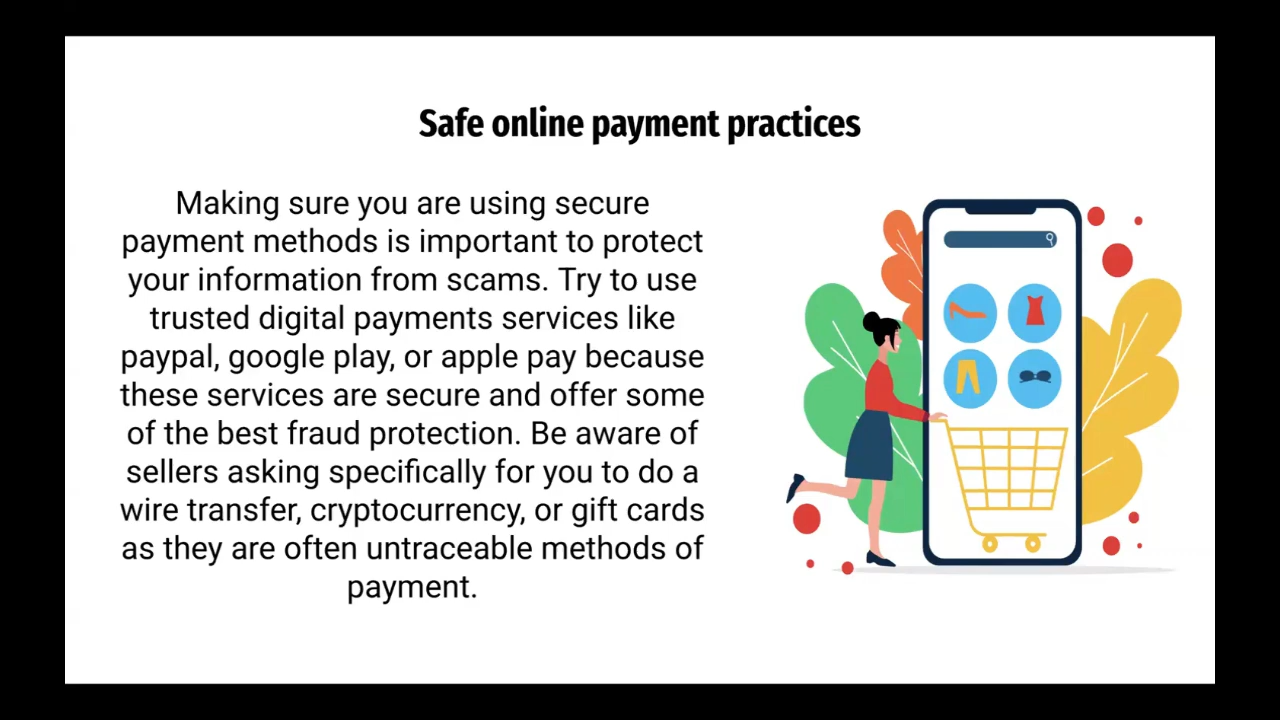 Safe online payment practices
Making sure you are using secure
payment methods is important to protect
your information from scams. Try to use
trusted digital payments services like
paypal, google play, or apple pay because
these services are secure and offer some
of the best fraud protection. Be aware of
sellers asking specifically for you to do a
wire transfer, cryptocurrency, or gift cards
as they are often untraceable methods of
payment.